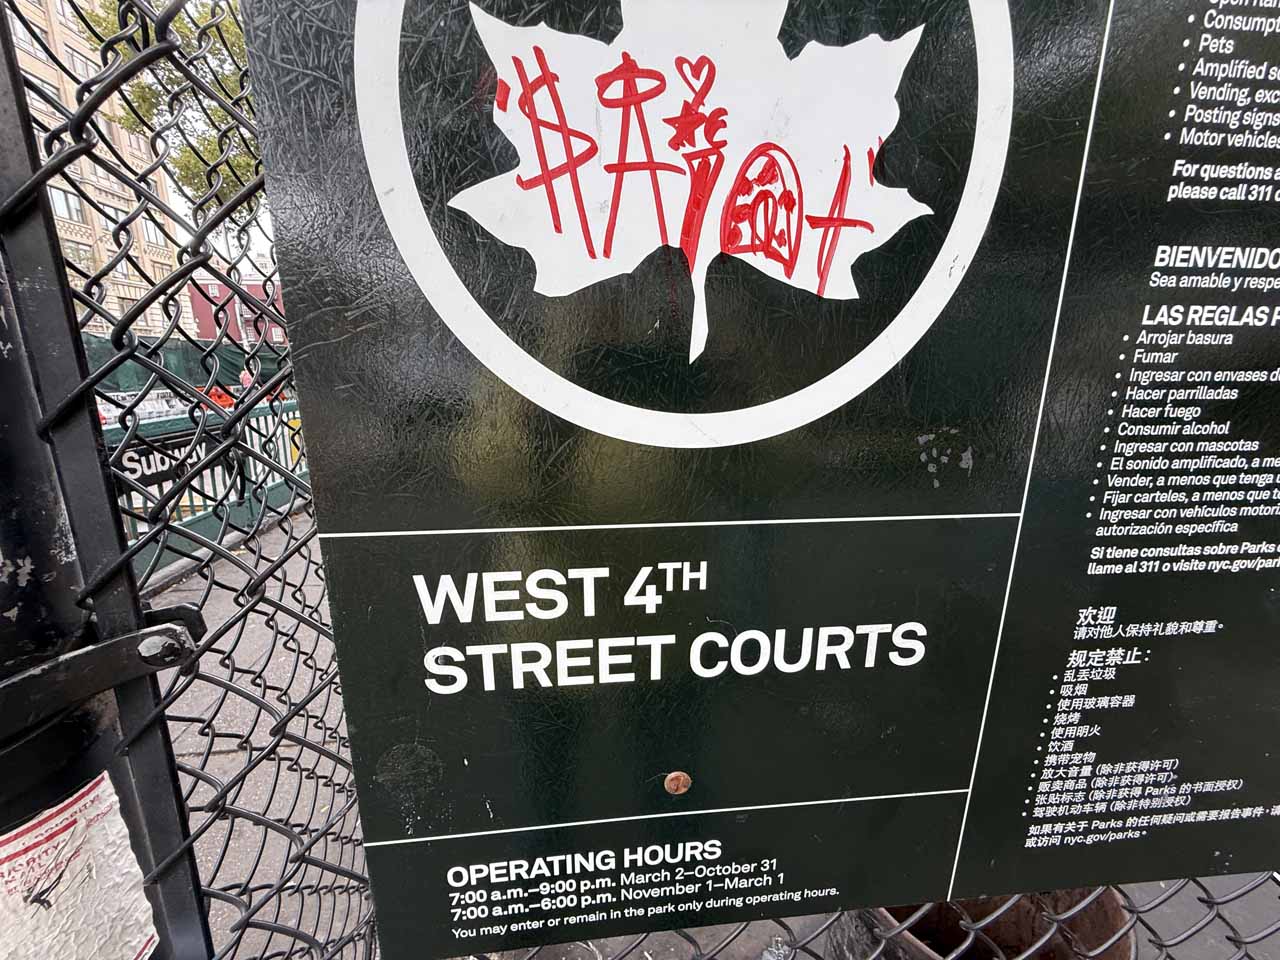 Subway
WEST 4TH
STREET COURTS
OPERATING HOURS
7:00 a.m.–9:00 p.m. March 2–October 31
7:00 a.m.–6:00 p.m. November 1–March 1
You may enter or remain in the park only during operating hours.
• Pets
• Amplified
• Vending,
• Posting signs
• Motor vehicles
For questions
please call 311
BIENVENIDO
Sea amable y
LAS REGLAS
• Arrojar basura
• Fumar
• Ingresar con envases
• Hacer parrilladas
• Hacer fuego
• Consumir alcohol
• Ingresar con mascotas
• El sonido amplificado, a
• Vender, a menos que tenga
• Fijar carteles, a menos que
• Ingresar con vehículos
autorización específica
Si tiene consultas sobre Parks
llame al 311 o visite
欢迎
请对他人保持礼貌和尊重。
规定禁止：
• 乱丢垃圾
• 吸烟
• 使用玻璃容器
• 烧烤
• 使用明火
• 饮酒
• 携带宠物
• 放大音量 (除非获得许可)
• 贩卖商品 (除非获得许可)
• 张贴标志 (除非获得 Parks 的书面授权)
• 驾驶机动车辆 (除非特别授权)
如果有关于 Parks 的任何疑问或需要报告事件，
或访问 nyc.gov/parks。